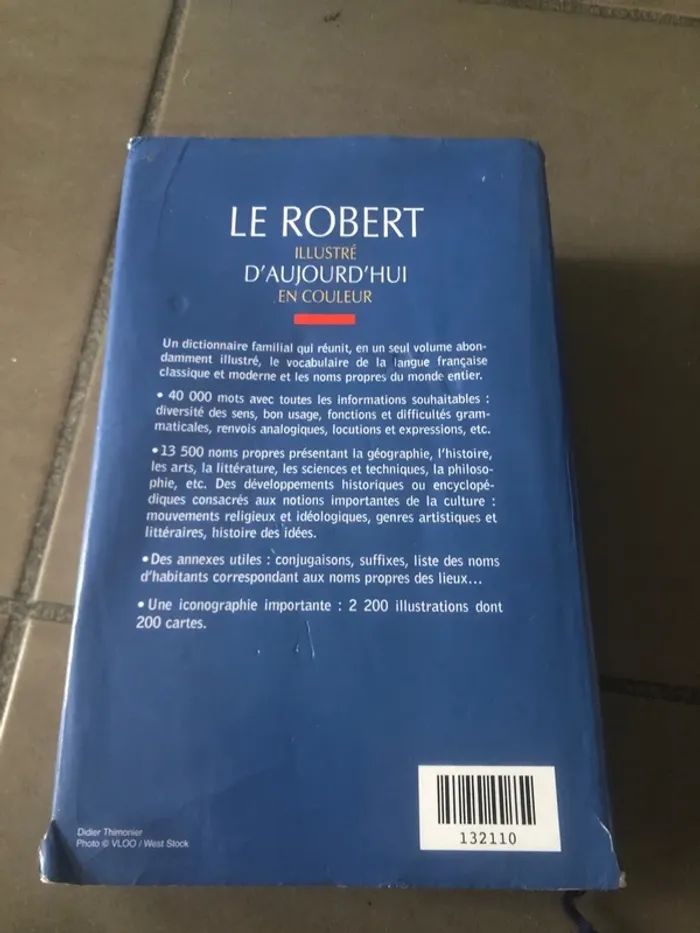 LE ROBERT
ILLUSTRÉ
D'AUJOURD'HUI
EN COULEUR
Un dictionnaire familial qui réunit, en un seul volume abon-
damment illustré, le vocabulaire de la langue française
classique et moderne et les noms propres du monde entier.
• 40 000 mots avec toutes les informations souhaitables :
diversité des sens, bon usage, fonctions et difficultés gram-
maticales, renvois analogiques, locutions et expressions, etc.
• 13 500 noms propres présentant la géographie, l'histoire,
les arts, la littérature, les sciences et techniques, la philoso-
phie, etc. Des développements historiques ou encyclopé-
diques consacrés aux notions importantes de la culture :
mouvements religieux et idéologiques, genres artistiques et
littéraires, histoire des idées.
• Des annexes utiles : conjugaisons, suffixes, liste des noms
d'habitants correspondant aux noms propres des lieux...
• Une iconographie importante : 2 200 illustrations dont
200 cartes.
132110
Didier Thimonier
Photo © VLOO / West Stock